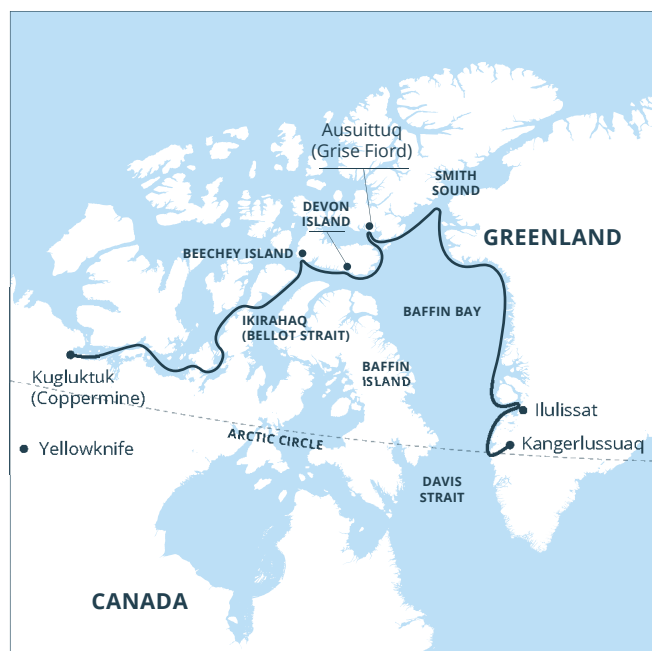 Ausuittuq
(Grise Fiord)
SMITH
SOUND
DEVON
ISLAND
GREENLAND
BEECHEY ISLAND
BAFFIN BAY
IKIRAHAQ
(BELLOT STRAIT)
BAFFIN
ISLAND
Kugluktuk
(Coppermine)
Ilulissat
ARCTIC CIRCLE
Kangerlussuaq
Yellowknife
DAVIS
STRAIT
CANADA